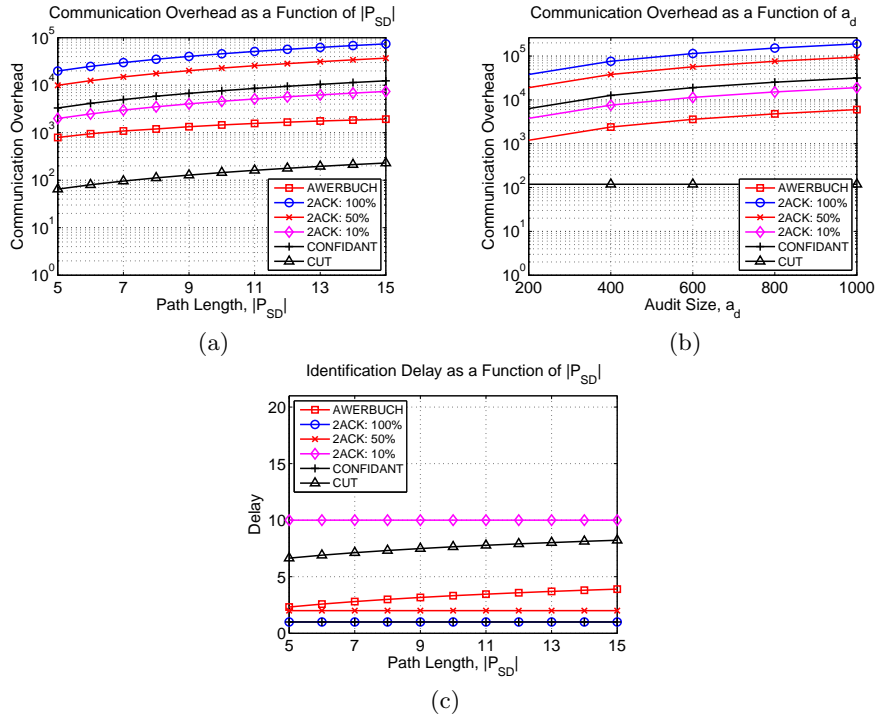 Communication Overhead as a Function of |P_SD|
Communication Overhead
10^5
10^4
10^3
10^2
10^1
10^0
AWERBUCH
2ACK: 100%
2ACK: 50%
2ACK: 10%
CONFIDANT
CUT
5 7 9 11 13 15
Path Length, |P_SD|
(a)
Communication Overhead as a Function of a_d
Communication Overhead
10^5
10^4
10^3
10^2
10^1
10^0
AWERBUCH
2ACK: 100%
2ACK: 50%
2ACK: 10%
CONFIDANT
CUT
200 400 600 800 1000
Audit Size, a_d
(b)
Identification Delay as a Function of |P_SD|
Delay
20
15
10
5
0
AWERBUCH
2ACK: 100%
2ACK: 50%
2ACK: 10%
CONFIDANT
CUT
5 7 9 11 13 15
Path Length, |P_SD|
(c)